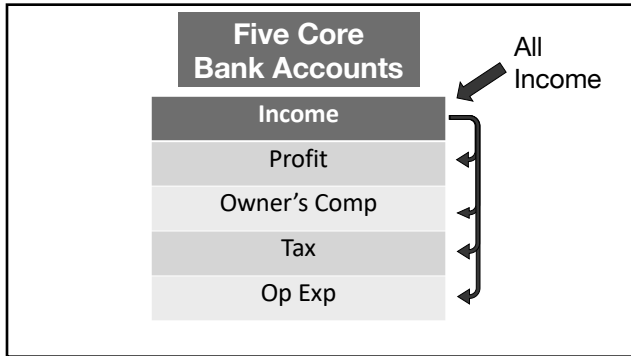 Five Core
Bank Accounts
All
Income
Income
Profit
Owner’s Comp
Tax
Op Exp